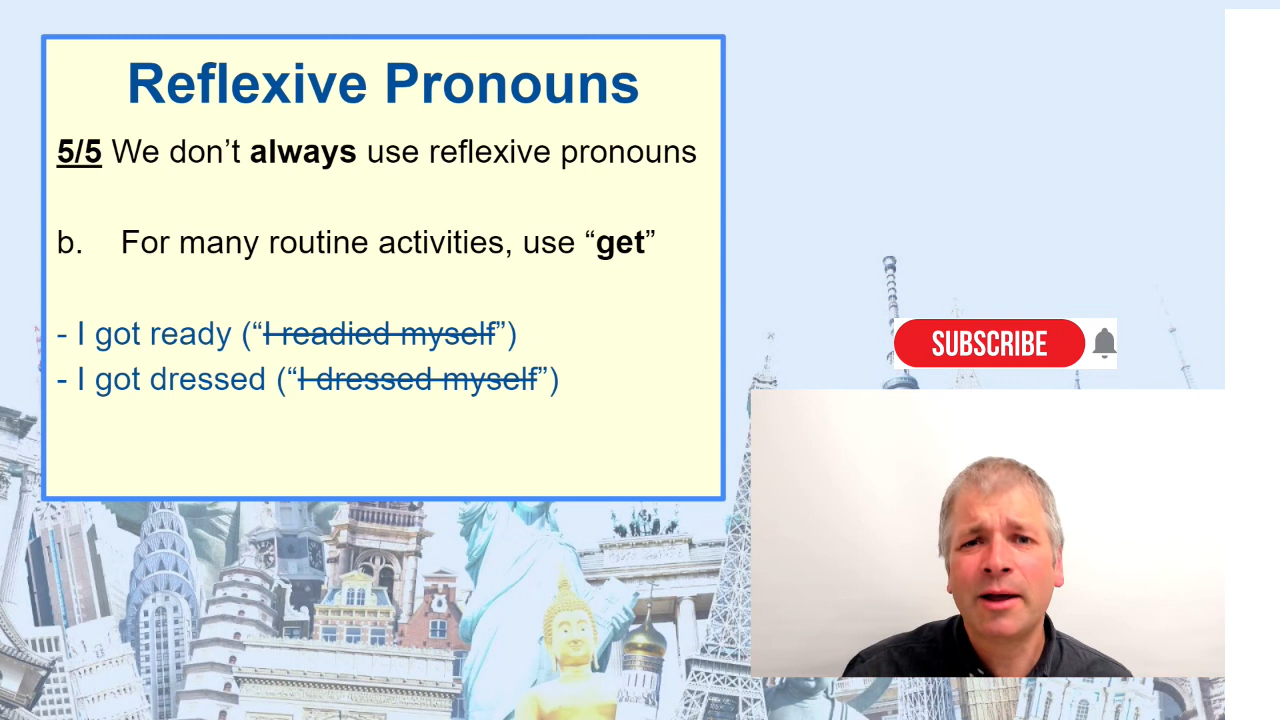 Reflexive Pronouns
5/5 We don’t always use reflexive pronouns
b. For many routine activities, use “get”
- I got ready (“I readied myself”)
- I got dressed (“I dressed myself”)
SUBSCRIBE